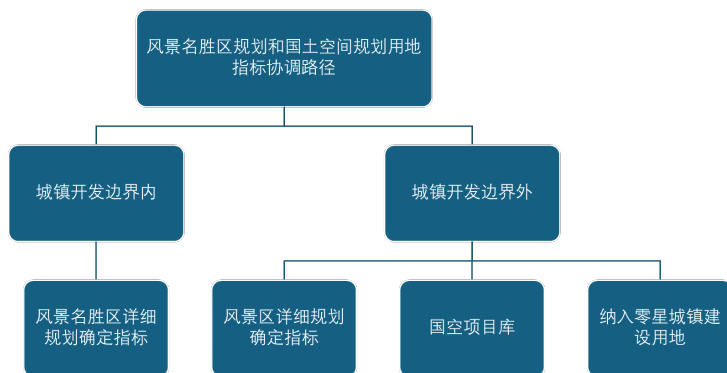 风景名胜区规划和国土空间规划用地
指标协调路径
城镇开发边界内
城镇开发边界外
风景名胜区详细
规划确定指标
风景区详细规划
确定指标
国空项目库
纳入零星城镇建
设用地